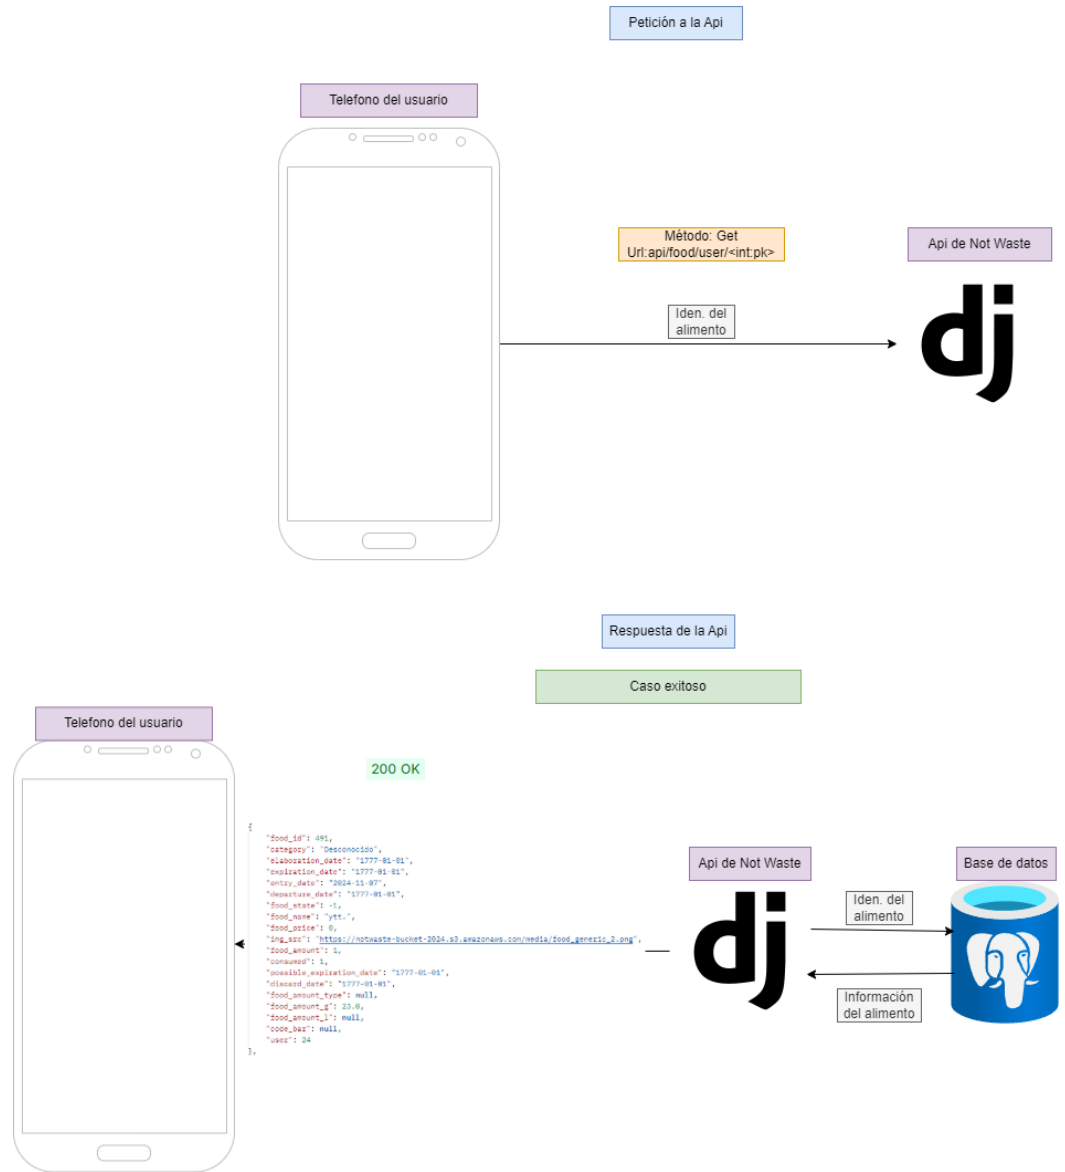 Petición a la Api
Telefono del usuario
Método: Get
Url:api/food/user/<int:pk>
Api de Not Waste
Iden. del
alimento
dj
Respuesta de la Api
Caso exitoso
Telefono del usuario
200 OK
{
"food_id": 491,
"category": "Desconocido",
"elaboration_date": "1777-01-01",
"expiration_date": "1777-01-01",
"entry_date": "2024-11-07",
"departure_date": "1777-01-01",
"food_state": -1,
"food_name": "ytt.",
"food_price": 0,
"img_src": "https://notwaste-bucket-2024.s3.amazonaws.com/media/food_generic_2.png",
"food_amount": 1,
"consumed": 1,
"possible_expiration_date": "1777-01-01",
"discard_date": "1777-01-01",
"food_amount_type": null,
"food_amount_g": 23.0,
"food_amount_l": null,
"code_bar": null,
"user": 24
},
Api de Not Waste
dj
Iden. del
alimento
Información
del alimento
Base de datos